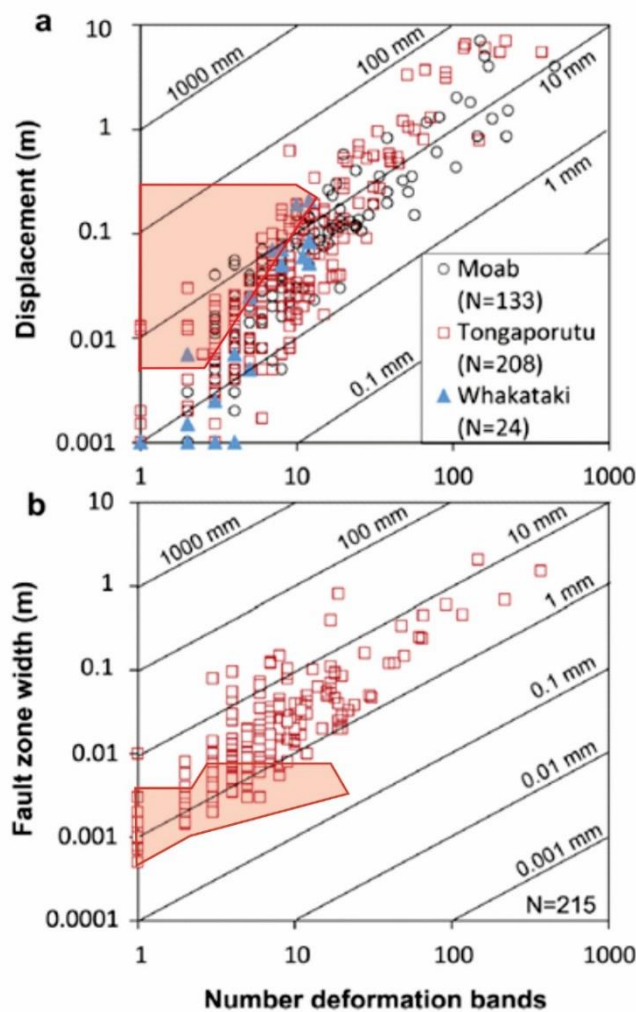 a
10
1
0.1
0.01
0.001
Displacement (m)
1000 mm
100 mm
10 mm
1 mm
0.1 mm
Moab
(N=133)
Tongaporutu
(N=208)
Whakataki
(N=24)
1
10
100
1000
b
10
1
0.1
0.01
0.001
0.0001
Fault zone width (m)
1000 mm
100 mm
10 mm
1 mm
0.1 mm
0.01 mm
0.001 mm
N=215
1
10
100
1000
Number deformation bands